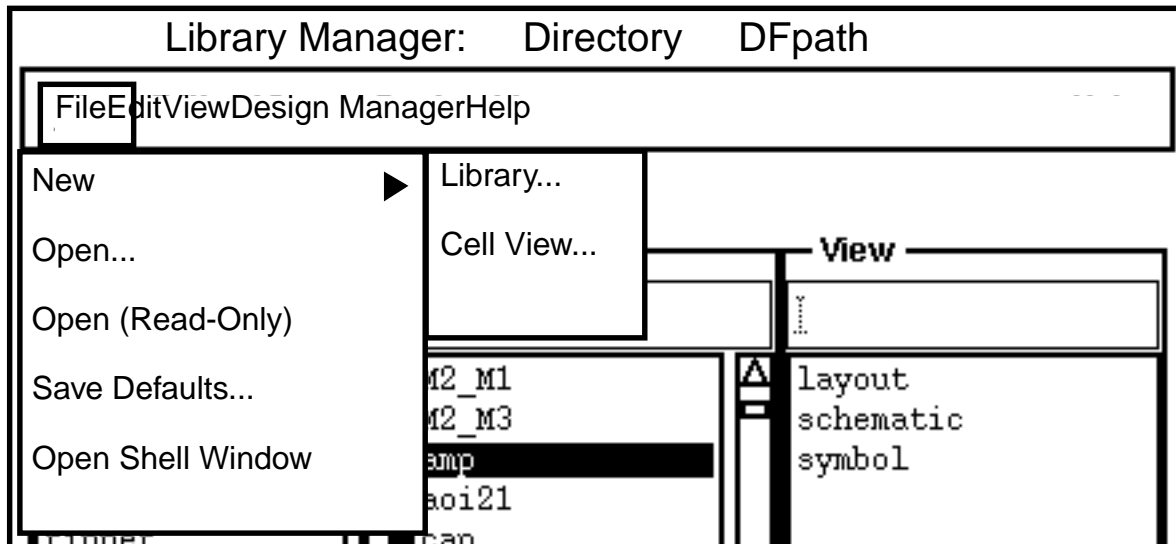 Library Manager: Directory DFpath
FileEditViewDesign ManagerHelp
New
Open...
Open (Read-Only)
Save Defaults...
Open Shell Window
Library...
Cell View...
View
M2_M1
M2_M3
amp
aoi21
cap
layout
schematic
symbol